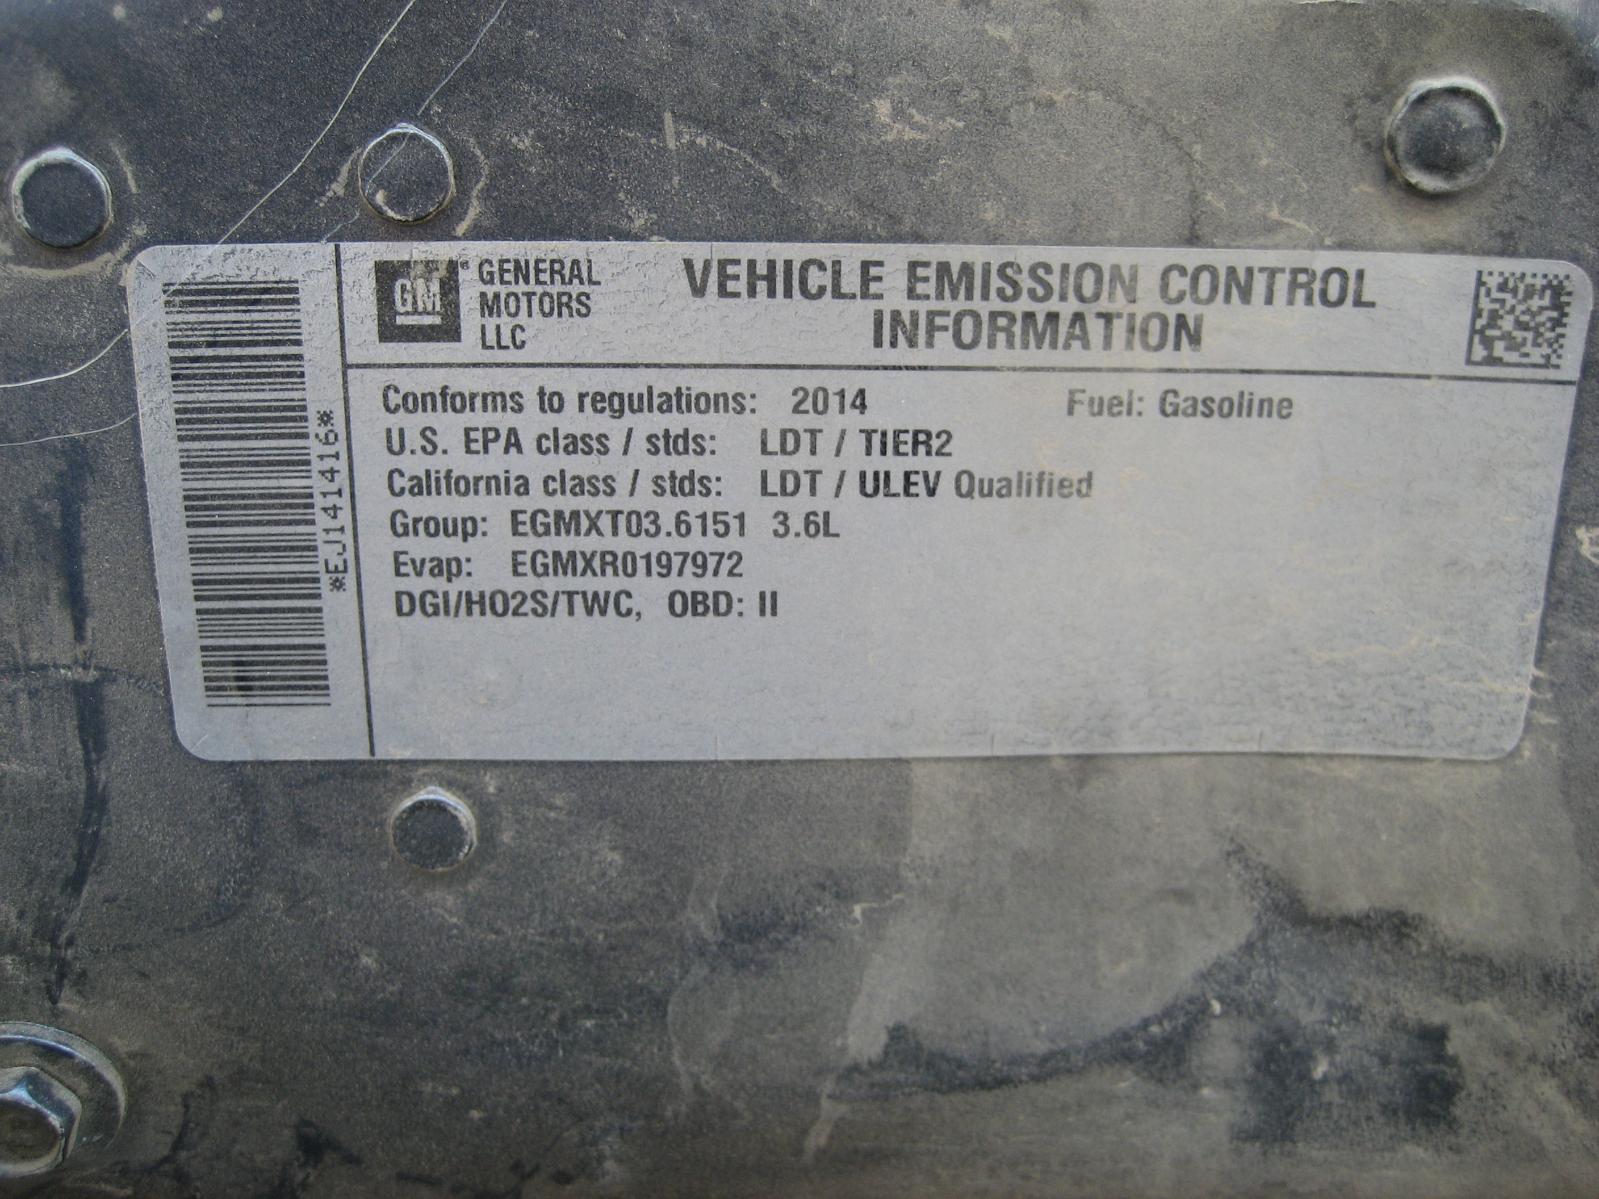 *EJ141416*
GM
GENERAL
MOTORS
LLC
VEHICLE EMISSION CONTROL
INFORMATION
Conforms to regulations: 2014 Fuel: Gasoline
U.S. EPA class / stds: LDT / TIER2
California class / stds: LDT / ULEV Qualified
Group: EGMXT03.6151 3.6L
Evap: EGMXR0197972
DGI/HO2S/TWC, OBD: II